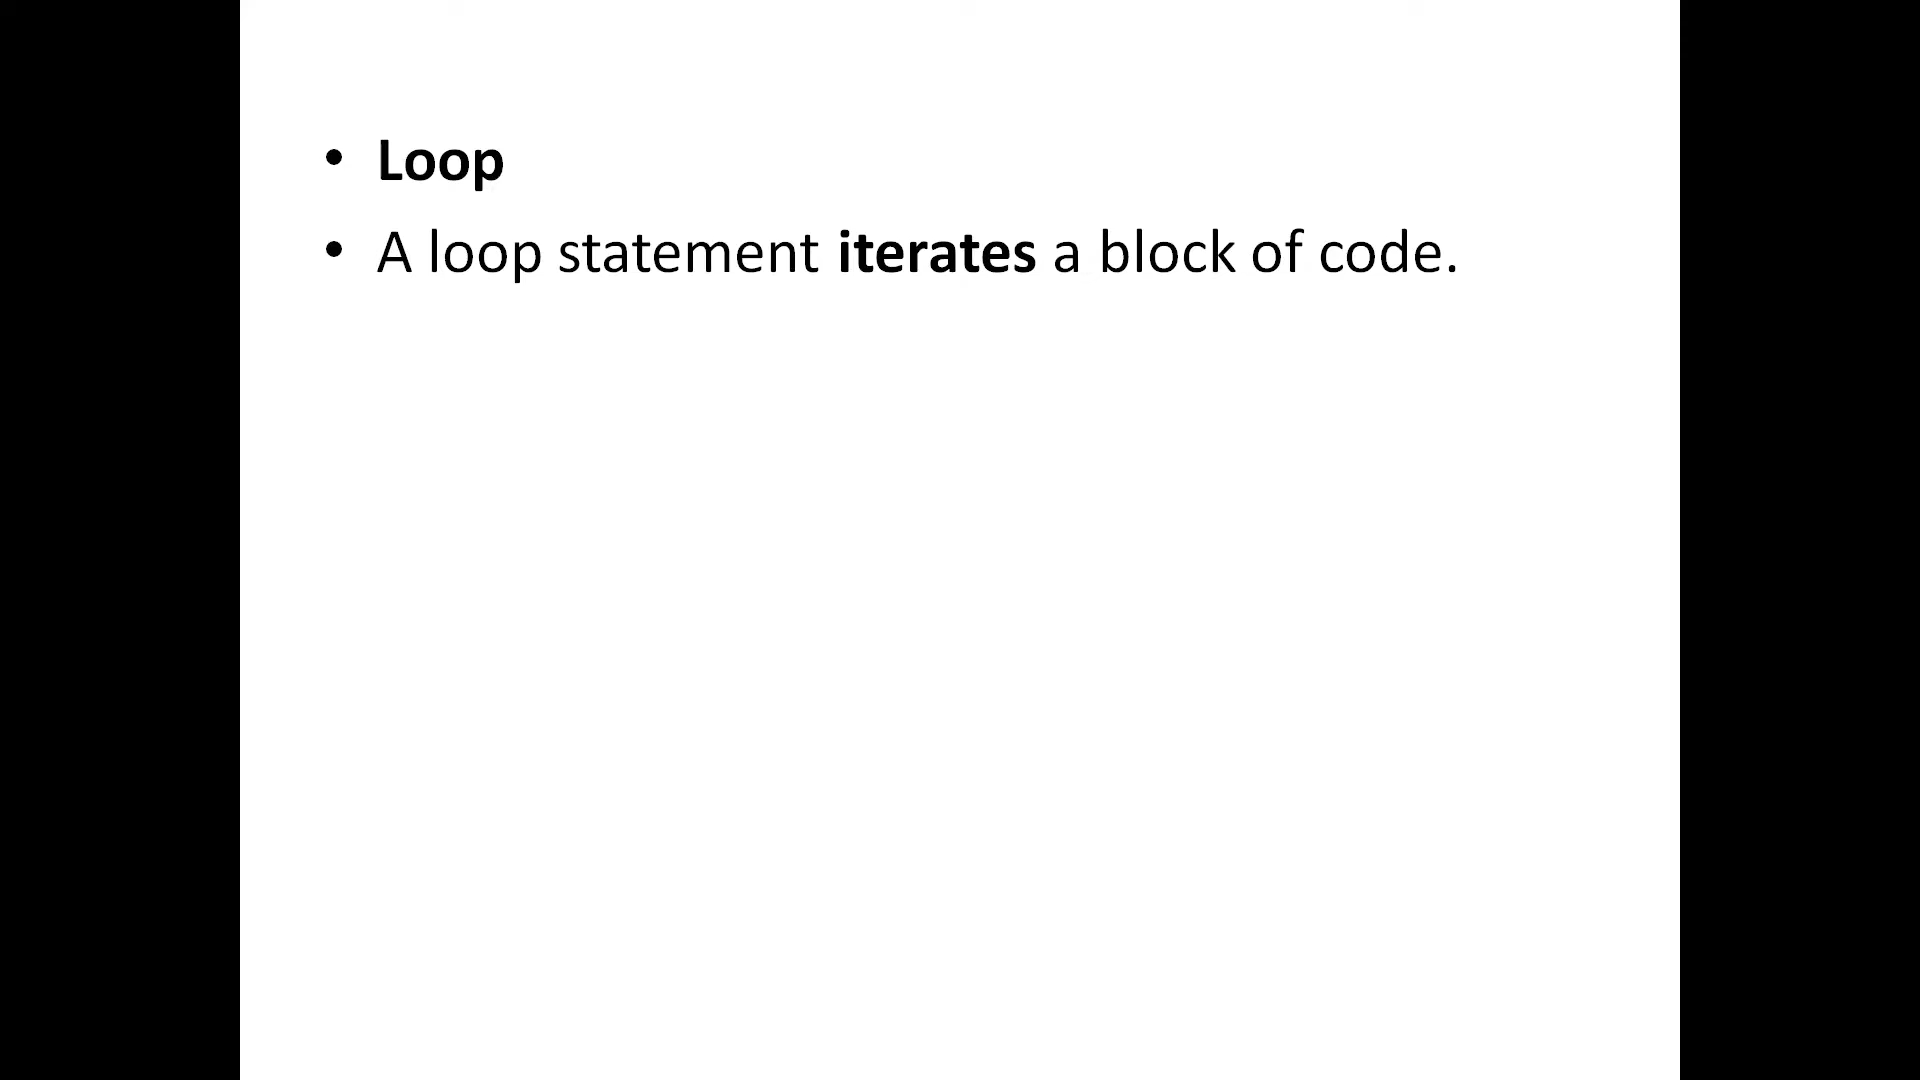 • Loop
• A loop statement iterates a block of code.